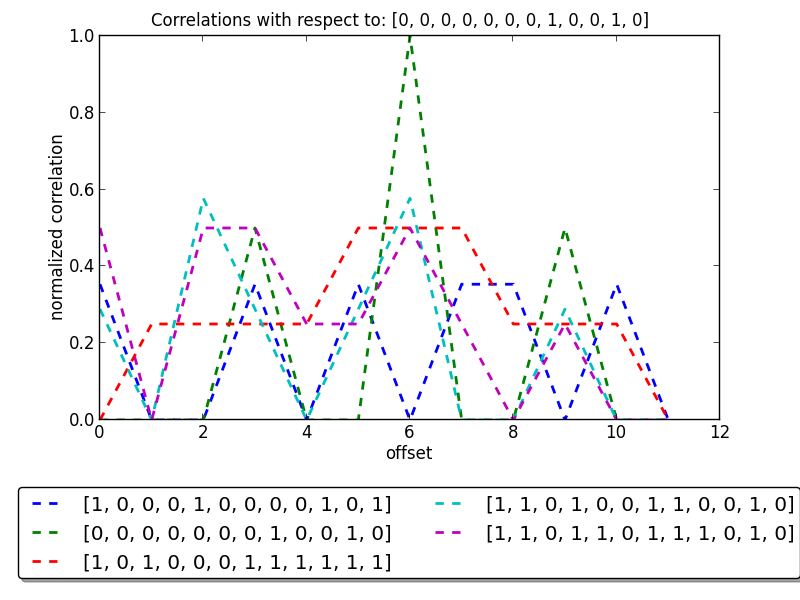 Correlations with respect to: [0, 0, 0, 0, 0, 0, 0, 1, 0, 0, 1, 0]
normalized correlation
1.0
0.8
0.6
0.4
0.2
0.0
0 2 4 6 8 10 12
offset
[1, 0, 0, 0, 1, 0, 0, 0, 0, 1, 0, 1]
[0, 0, 0, 0, 0, 0, 0, 1, 0, 0, 1, 0]
[1, 0, 1, 0, 0, 0, 1, 1, 1, 1, 1, 1]
[1, 1, 0, 1, 0, 0, 1, 1, 0, 0, 1, 0]
[1, 1, 0, 1, 1, 0, 1, 1, 1, 0, 1, 0]